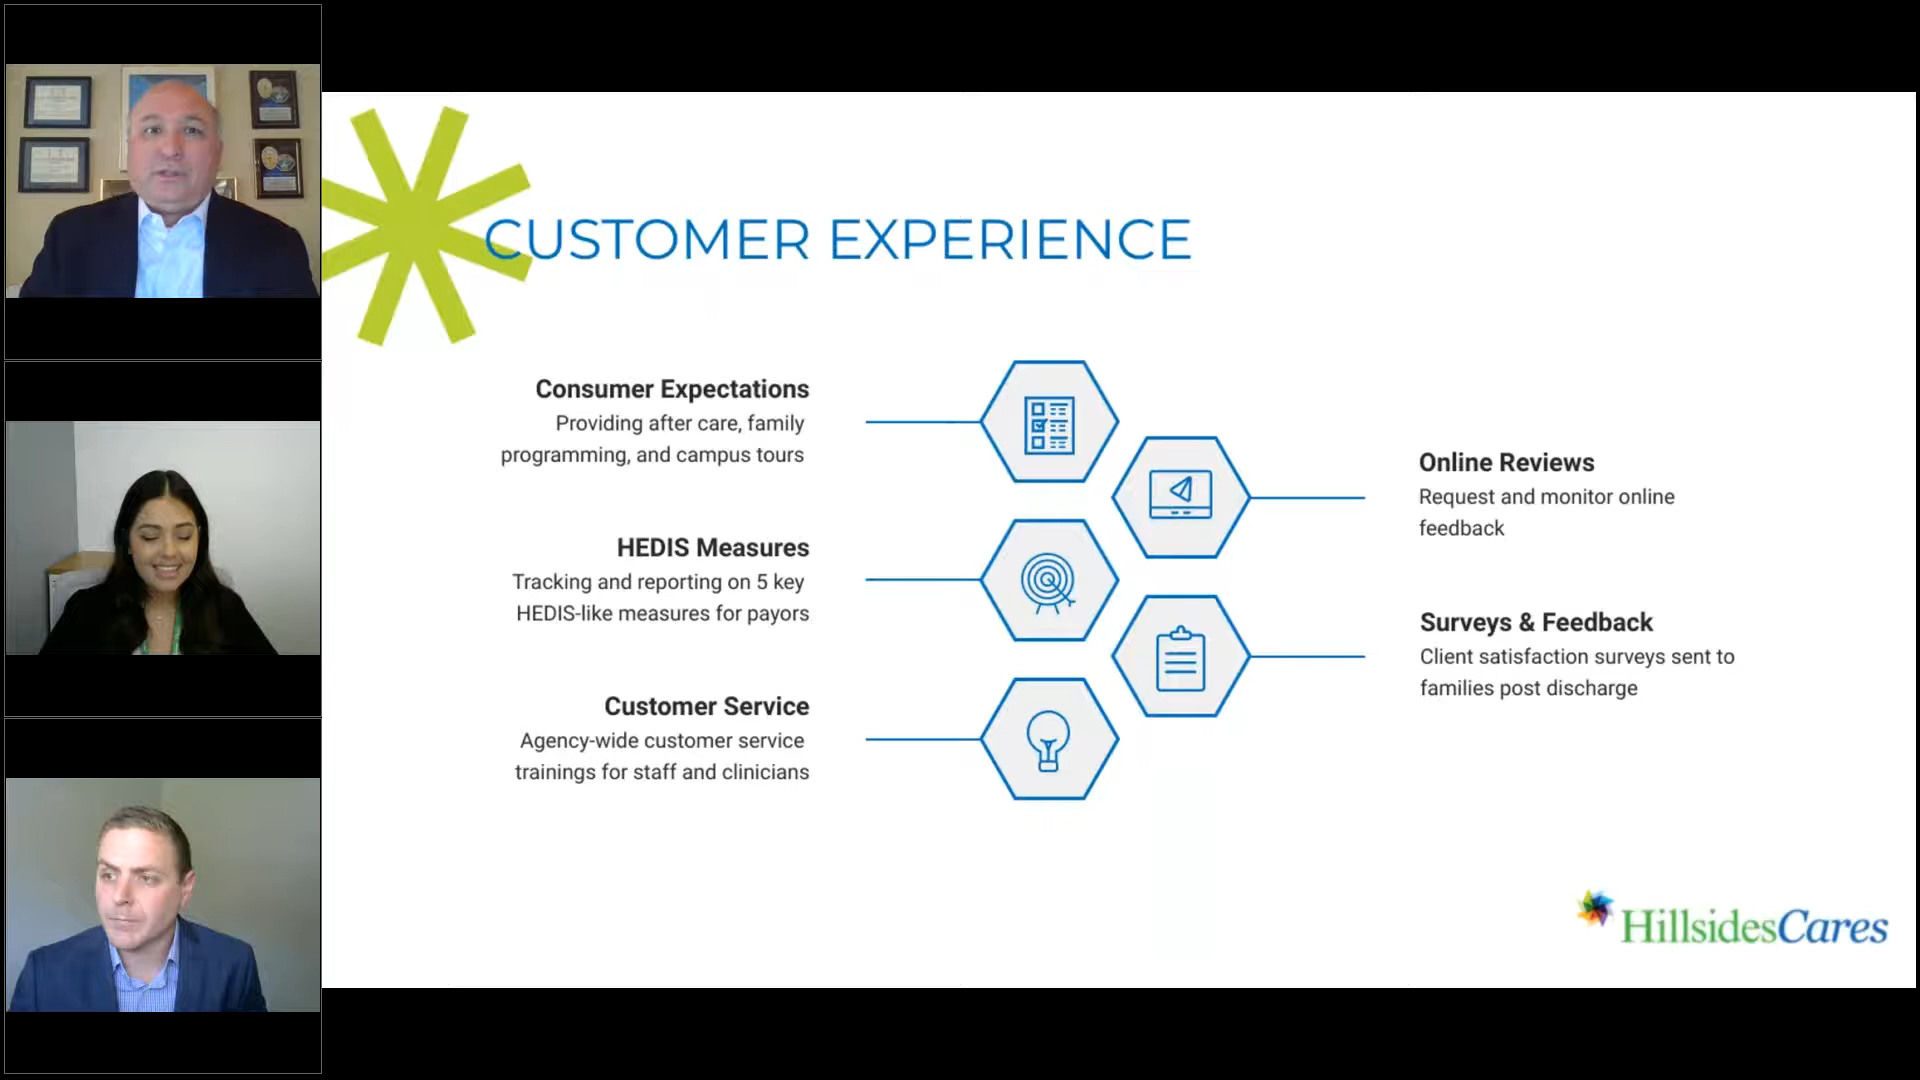 CUSTOMER EXPERIENCE
Consumer Expectations
Providing after care, family
programming, and campus tours
Online Reviews
Request and monitor online
feedback
HEDIS Measures
Tracking and reporting on 5 key
HEDIS-like measures for payors
Surveys & Feedback
Client satisfaction surveys sent to
families post discharge
Customer Service
Agency-wide customer service
trainings for staff and clinicians
HillsidesCares